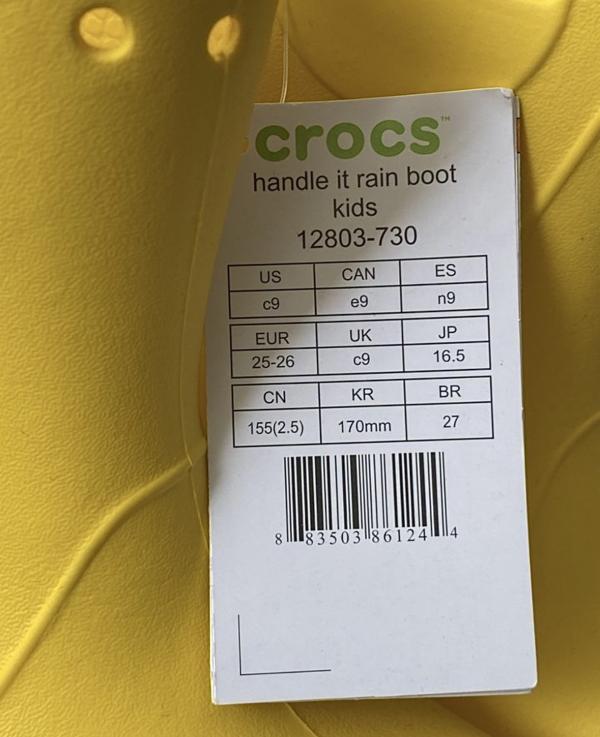 crocs™
handle it rain boot
kids
12803-730
US CAN ES
c9 e9 n9
EUR UK JP
25-26 c9 16.5
CN KR BR
155(2.5) 170mm 27
8 83503 86124 4